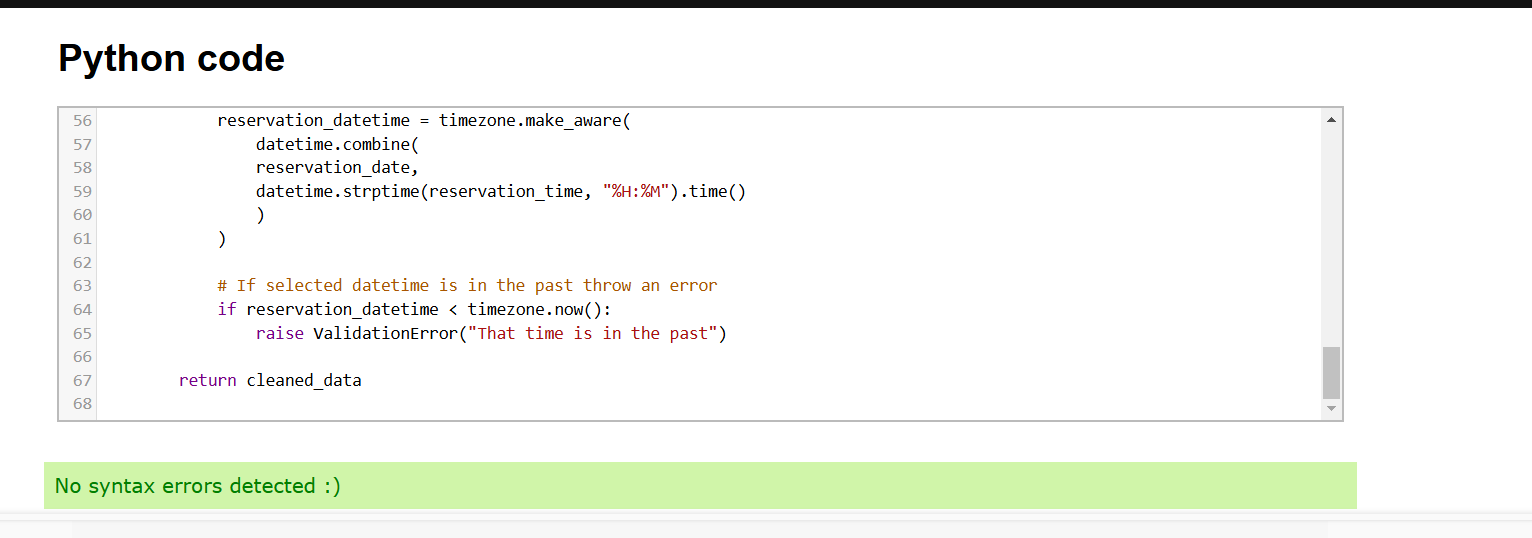 Python code
56             reservation_datetime = timezone.make_aware(
57                 datetime.combine(
58                 reservation_date,
59                 datetime.strptime(reservation_time, "%H:%M").time()
60                 )
61             )
62
63             # If selected datetime is in the past throw an error
64             if reservation_datetime < timezone.now():
65                 raise ValidationError("That time is in the past")
66
67         return cleaned_data
68
No syntax errors detected :)